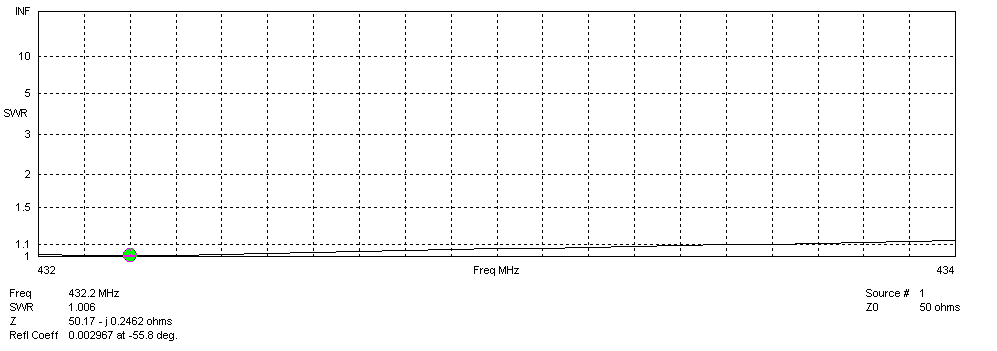 INF
10
5
SWR
3
2
1.5
1.1
1
432 Freq MHz 434
Freq 432.2 MHz Source # 1
SWR 1.006 Z0 50 ohms
Z 50.17 - j 0.2462 ohms
Refl Coeff 0.002967 at -55.8 deg.